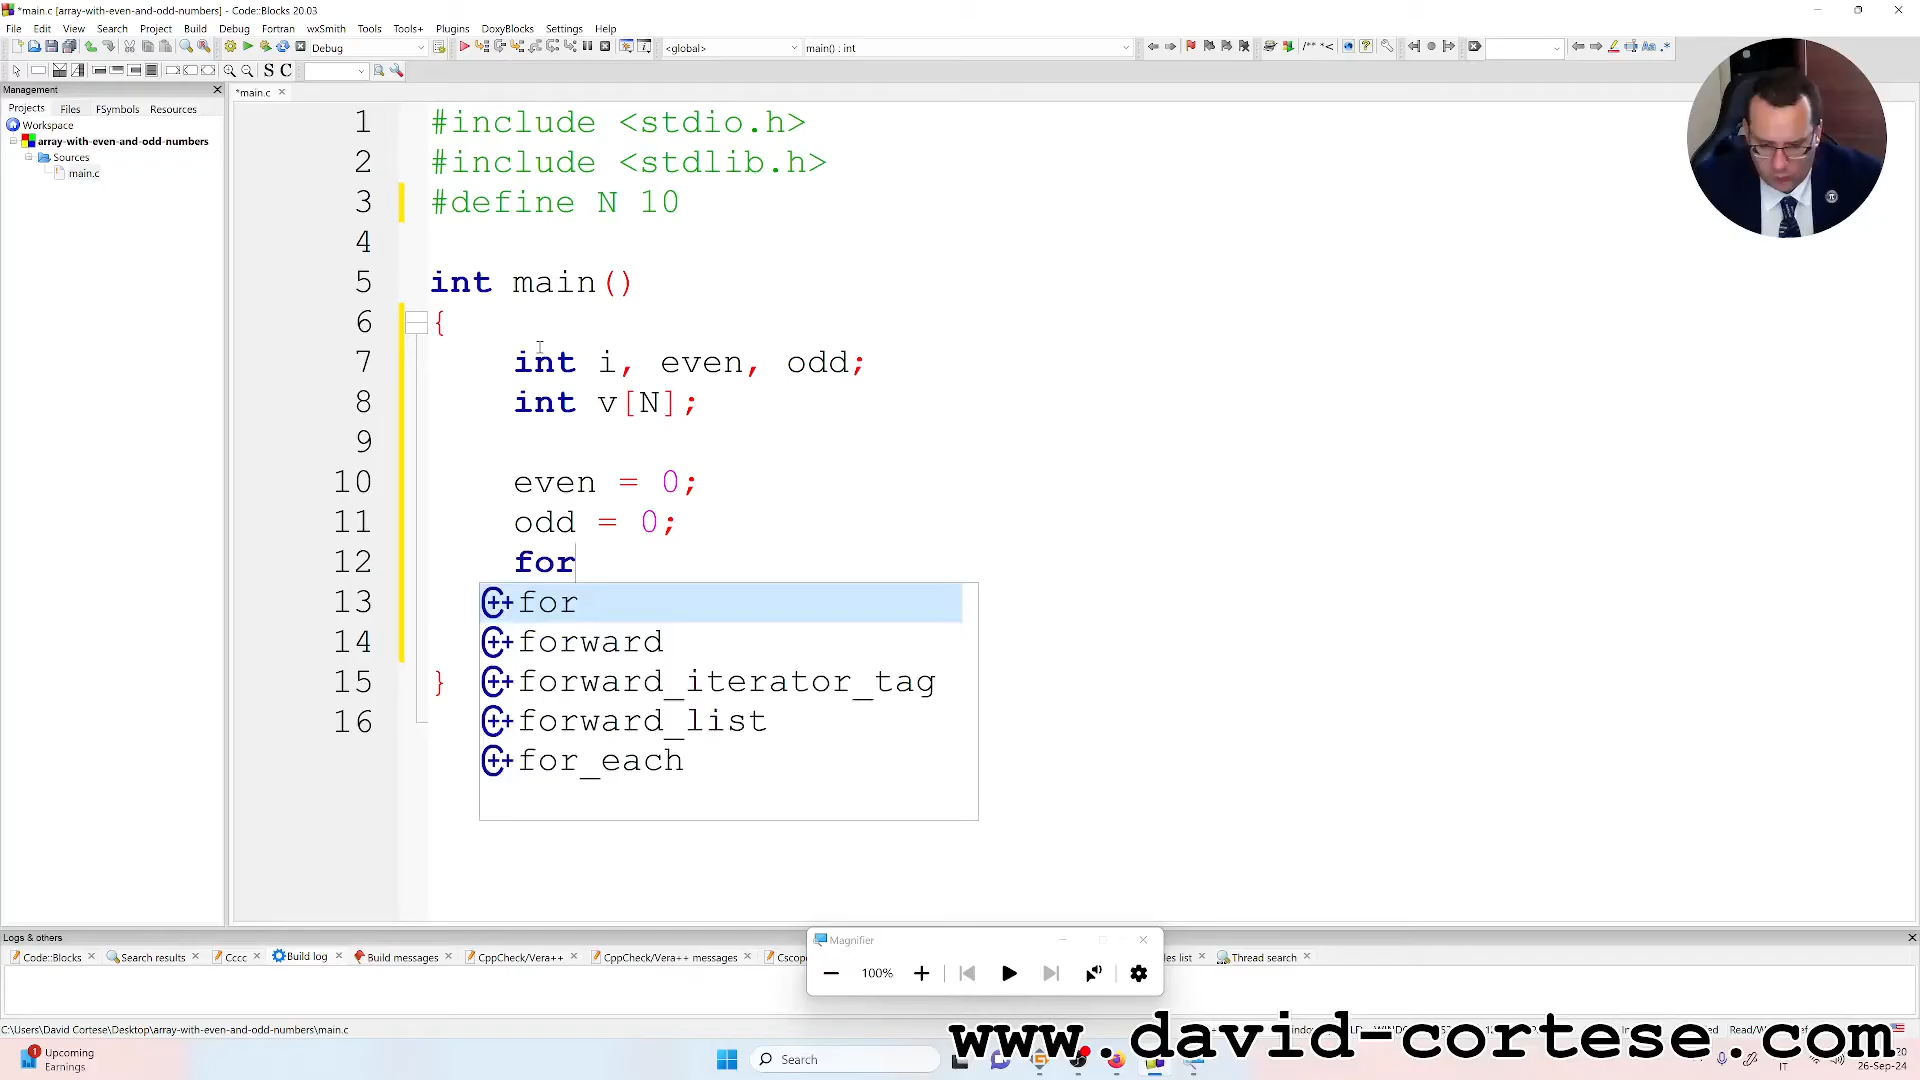 *main.c [array-with-even-and-odd-numbers] - Code::Blocks 20.03
File Edit View Search Project Build Debug Fortran wxSmith Tools Tools+ Plugins DoxyBlocks Settings Help
Debug <global> main() : int
S C
Management
Projects Files FSymbols Resources
Workspace
array-with-even-and-odd-numbers
Sources
main.c
*main.c
1 #include <stdio.h>
2 #include <stdlib.h>
3 #define N 10
4
5 int main()
6 {
7 int i, even, odd;
8 int v[N];
9
10 even = 0;
11 odd = 0;
12 for
13
14
15 }
16
for
forward
forward_iterator_tag
forward_list
for_each
Logs & others
Code::Blocks Search results Cccc Build log Build messages CppCheck/Vera++ CppCheck/Vera++ messages Cscope
les list Thread search
Magnifier
100%
C:\Users\David Cortese\Desktop\array-with-even-and-odd-numbers\main.c
www.david-cortese.com
1
Upcoming
Earnings
Search
IT
26-Sep-24